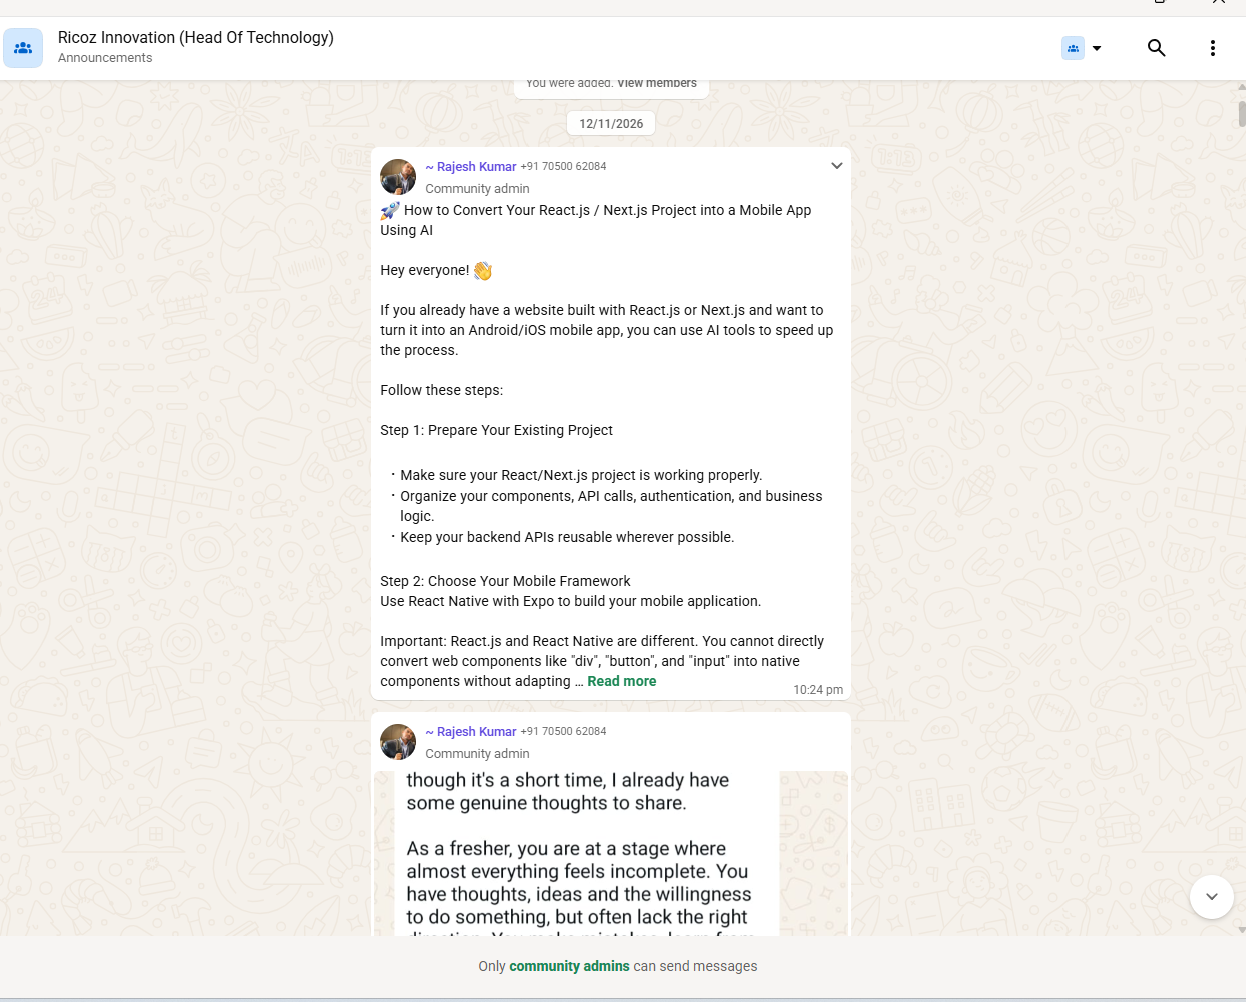 Ricoz Innovation (Head Of Technology)
Announcements
You were added. View members
12/11/2026
~ Rajesh Kumar +91 70500 62084
Community admin
🚀 How to Convert Your React.js / Next.js Project into a Mobile App
Using AI
Hey everyone! 👋
If you already have a website built with React.js or Next.js and want to
turn it into an Android/iOS mobile app, you can use AI tools to speed up
the process.
Follow these steps:
Step 1: Prepare Your Existing Project
· Make sure your React/Next.js project is working properly.
· Organize your components, API calls, authentication, and business
logic.
· Keep your backend APIs reusable wherever possible.
Step 2: Choose Your Mobile Framework
Use React Native with Expo to build your mobile application.
Important: React.js and React Native are different. You cannot directly
convert web components like "div", "button", and "input" into native
components without adapting ... Read more
10:24 pm
~ Rajesh Kumar +91 70500 62084
Community admin
though it's a short time, I already have
some genuine thoughts to share.
As a fresher, you are at a stage where
almost everything feels incomplete. You
have thoughts, ideas and the willingness
to do something, but often lack the right
Only community admins can send messages